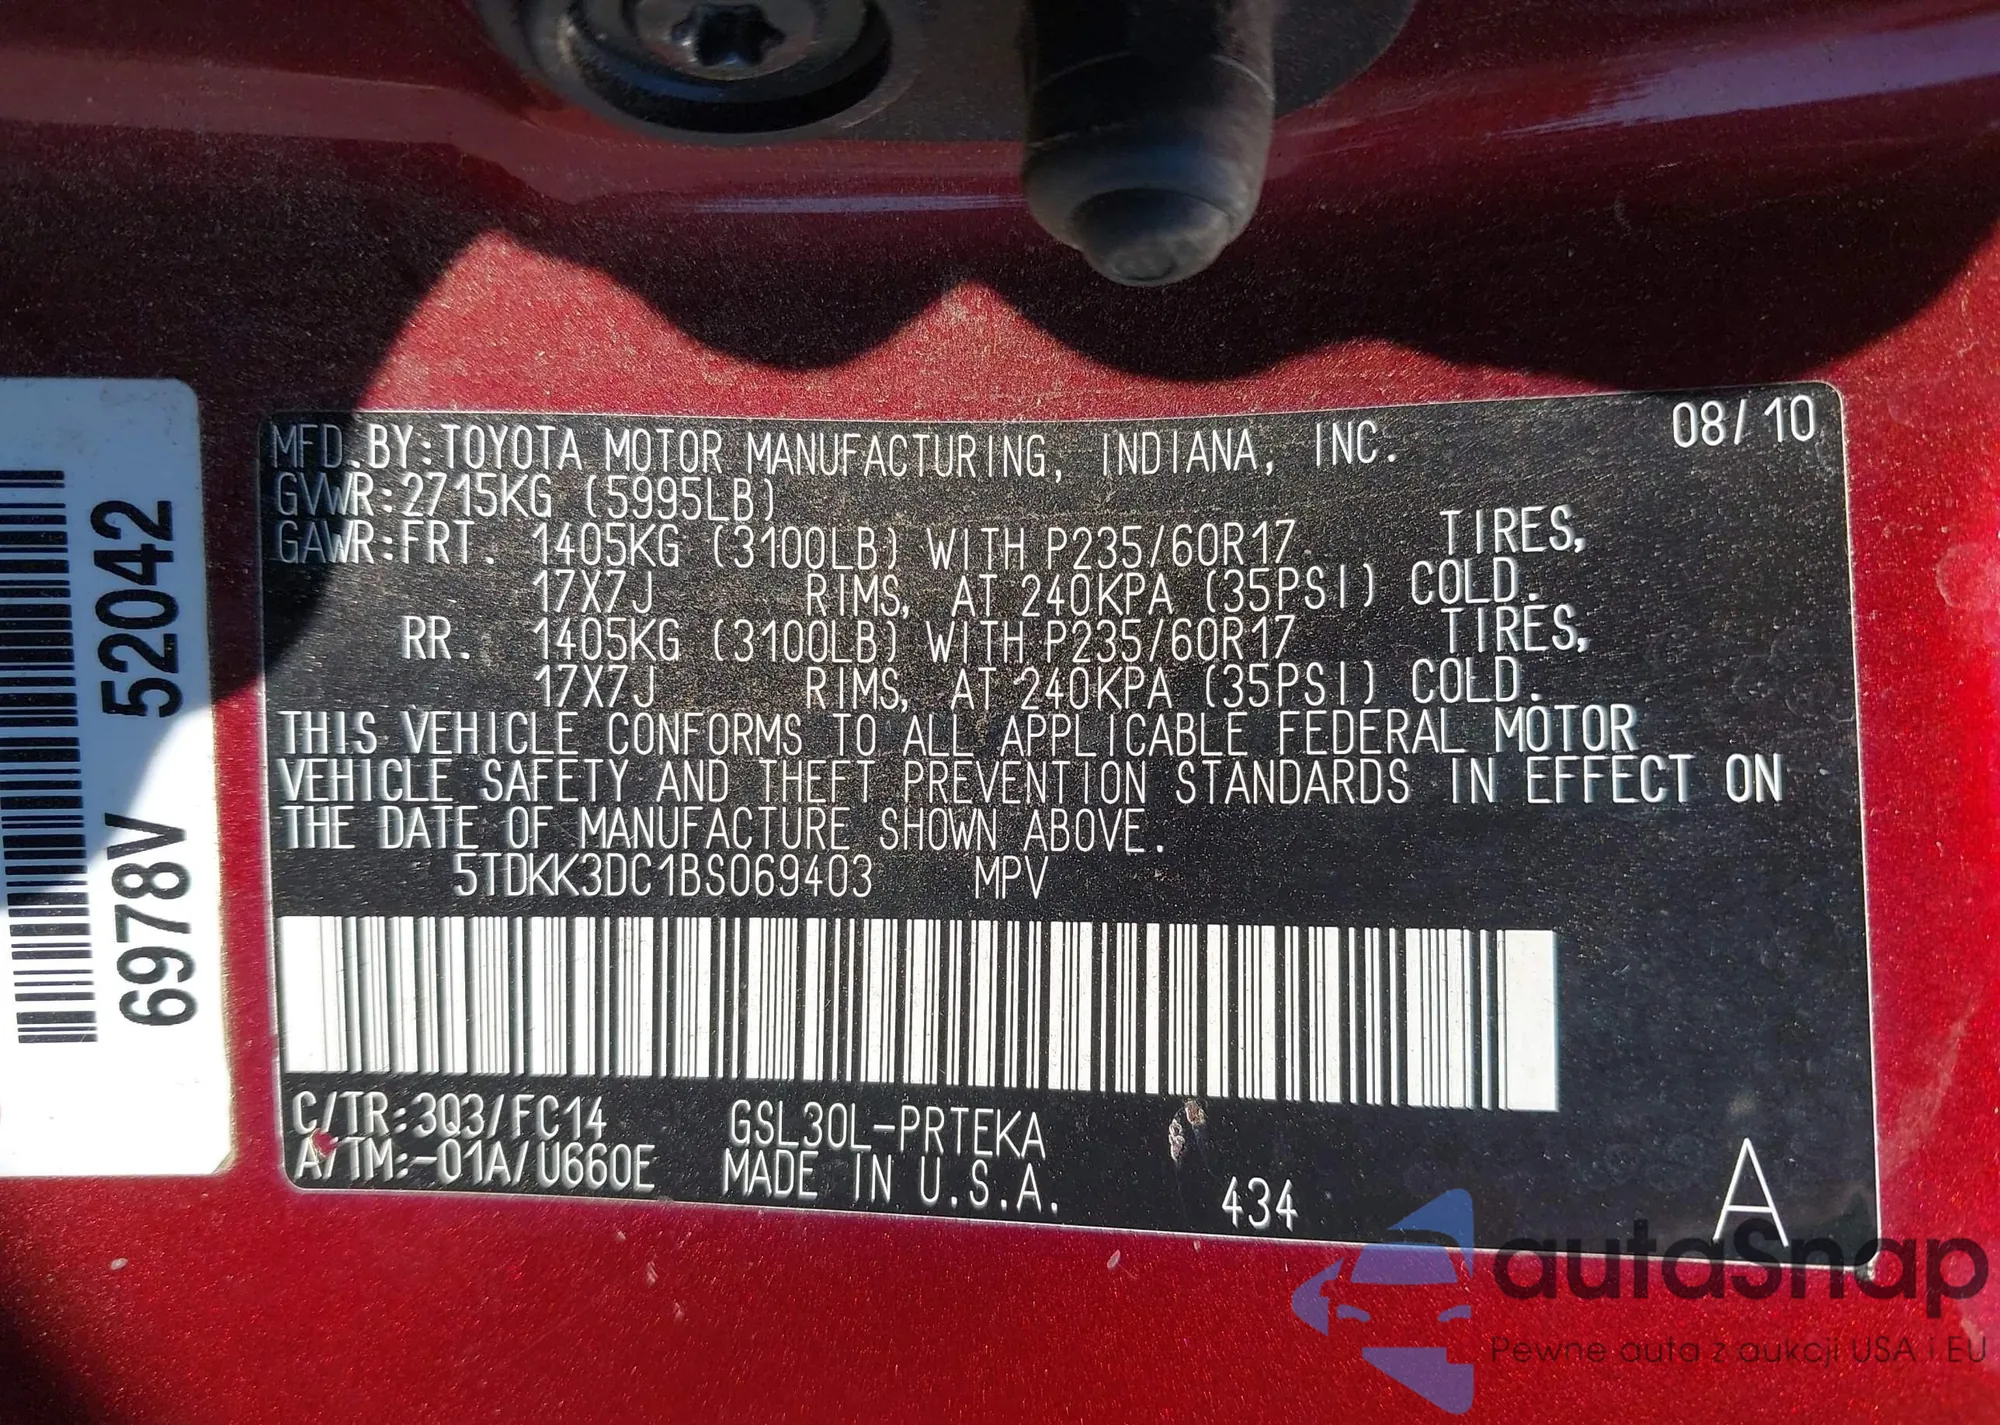 08/10
MFD.BY:TOYOTA MOTOR MANUFACTURING, INDIANA, INC.
GVWR:2715KG (5995LB)
GAWR:FRT. 1405KG (3100LB) WITH P235/60R17 TIRES,
17X7J RIMS, AT 240KPA (35PSI) COLD.
RR. 1405KG (3100LB) WITH P235/60R17 TIRES,
17X7J RIMS, AT 240KPA (35PSI) COLD.
THIS VEHICLE CONFORMS TO ALL APPLICABLE FEDERAL MOTOR
VEHICLE SAFETY AND THEFT PREVENTION STANDARDS IN EFFECT ON
THE DATE OF MANUFACTURE SHOWN ABOVE.
5TDKK3DC1BS069403 MPV
C/TR:3Q3/FC14 GSL30L-PRTEKA
A/TM:-01A/U660E MADE IN U.S.A. 434 A
6978V 52042
autoSnap
Pewne auta z aukcji USA i EU